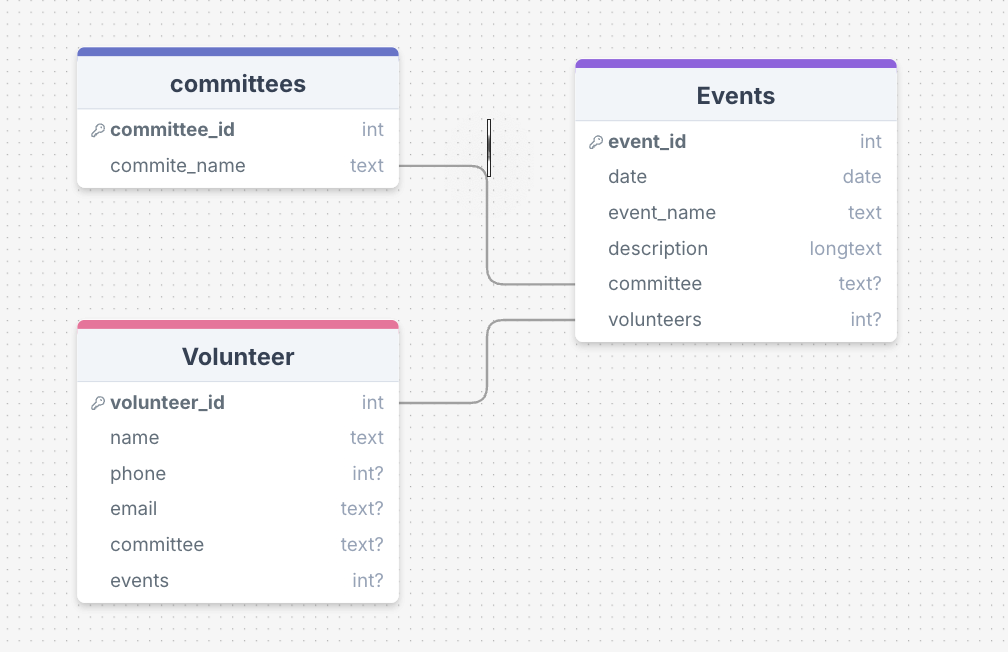 committees
committee_id int
commite_name text
Events
event_id int
date date
event_name text
description longtext
committee text?
volunteers int?
Volunteer
volunteer_id int
name text
phone int?
email text?
committee text?
events int?